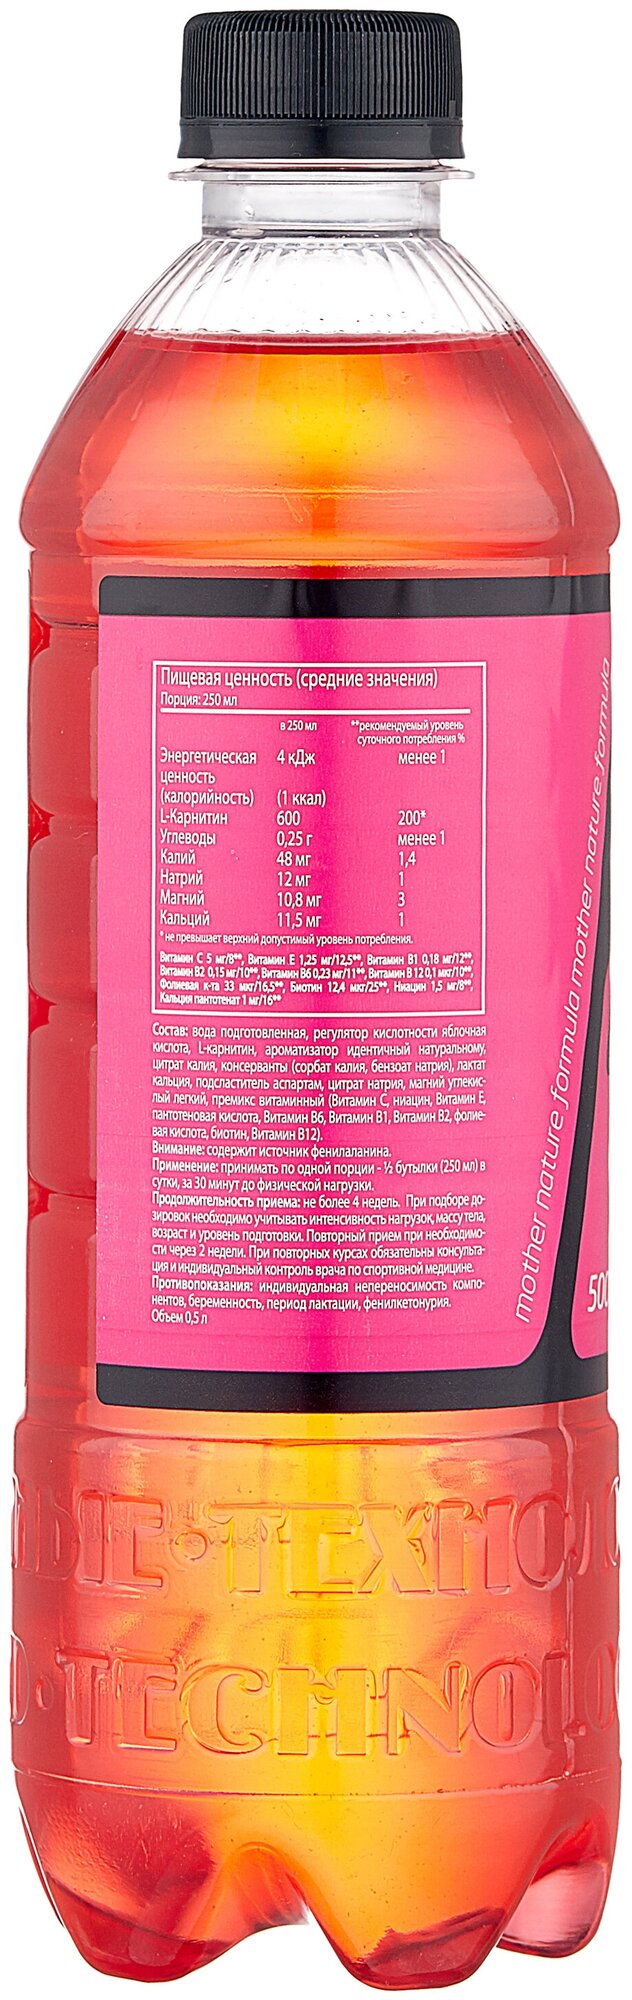 Пищевая ценность (средние значения)
Порция: 250 мл
в 250 мл **рекомендуемый уровень
суточного потребления %
Энергетическая 4 кДж менее 1
ценность
(калорийность) (1 ккал)
L-Карнитин 600 200*
Углеводы 0,25 г менее 1
Калий 48 мг 1,4
Натрий 12 мг 1
Магний 10,8 мг 3
Кальций 11,5 мг 1
* не превышает верхний допустимый уровень потребления.
Витамин С 5 мг/8**, Витамин Е 1,25 мг/12,5**, Витамин В1 0,18 мг/12**,
Витамин В2 0,15 мг/10**, Витамин В6 0,23 мг/11**, Витамин В 12 0,1 мкг/10**,
Фолиевая к-та 33 мкг/16,5**, Биотин 12,4 мкг/25**, Ниацин 1,5 мг/8**,
Кальция пантотенат 1 мг/16**
Состав: вода подготовленная, регулятор кислотности яблочная
кислота, L-карнитин, ароматизатор идентичный натуральному,
цитрат калия, консерванты (сорбат калия, бензоат натрия), лактат
кальция, подсластитель аспартам, цитрат натрия, магний углекис-
лый легкий, премикс витаминный (Витамин С, ниацин, Витамин Е,
пантотеновая кислота, Витамин В6, Витамин В1, Витамин В2, фолие-
вая кислота, биотин, Витамин В12).
Внимание: содержит источник фенилаланина.
Применение: принимать по одной порции - ½ бутылки (250 мл) в
сутки, за 30 минут до физической нагрузки.
Продолжительность приема: не более 4 недель. При подборе до-
зировок необходимо учитывать интенсивность нагрузок, массу тела,
возраст и уровень подготовки. Повторный прием при необходимо-
сти через 2 недели. При повторных курсах обязательны консульта-
ция и индивидуальный контроль врача по спортивной медицине.
Противопоказания: индивидуальная непереносимость компо-
нентов, беременность, период лактации, фенилкетонурия.
Объем 0,5 л
mother nature formula mother nature formula
500
ЫЕ•ТЕХНОЛО
D•TECHNOLO